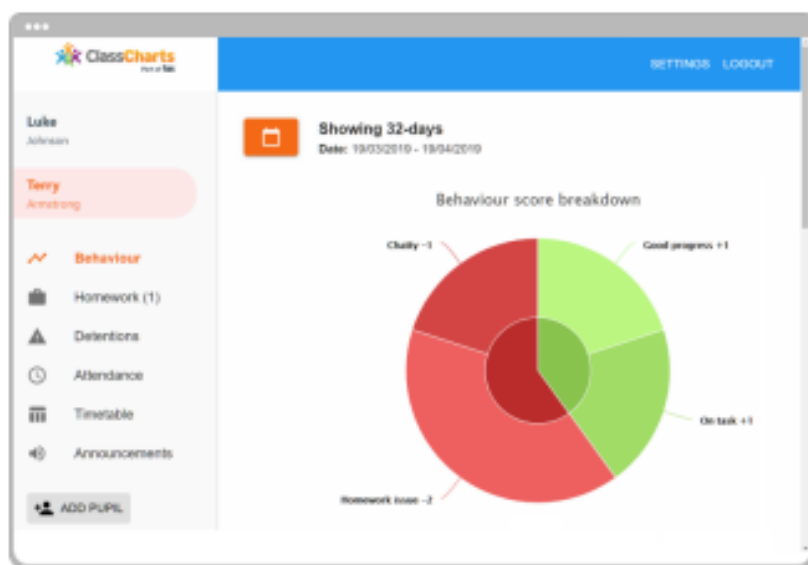 ClassCharts
SETTINGS LOGOUT
Luke
Johnson
Terry
Armstrong
Behaviour
Homework (1)
Detentions
Attendance
Timetable
Announcements
ADD PUPIL
Showing 32-days
Date: 19/03/2019 - 19/04/2019
Behaviour score breakdown
Chatty -1
Good progress +1
On task +1
Homework issue -2